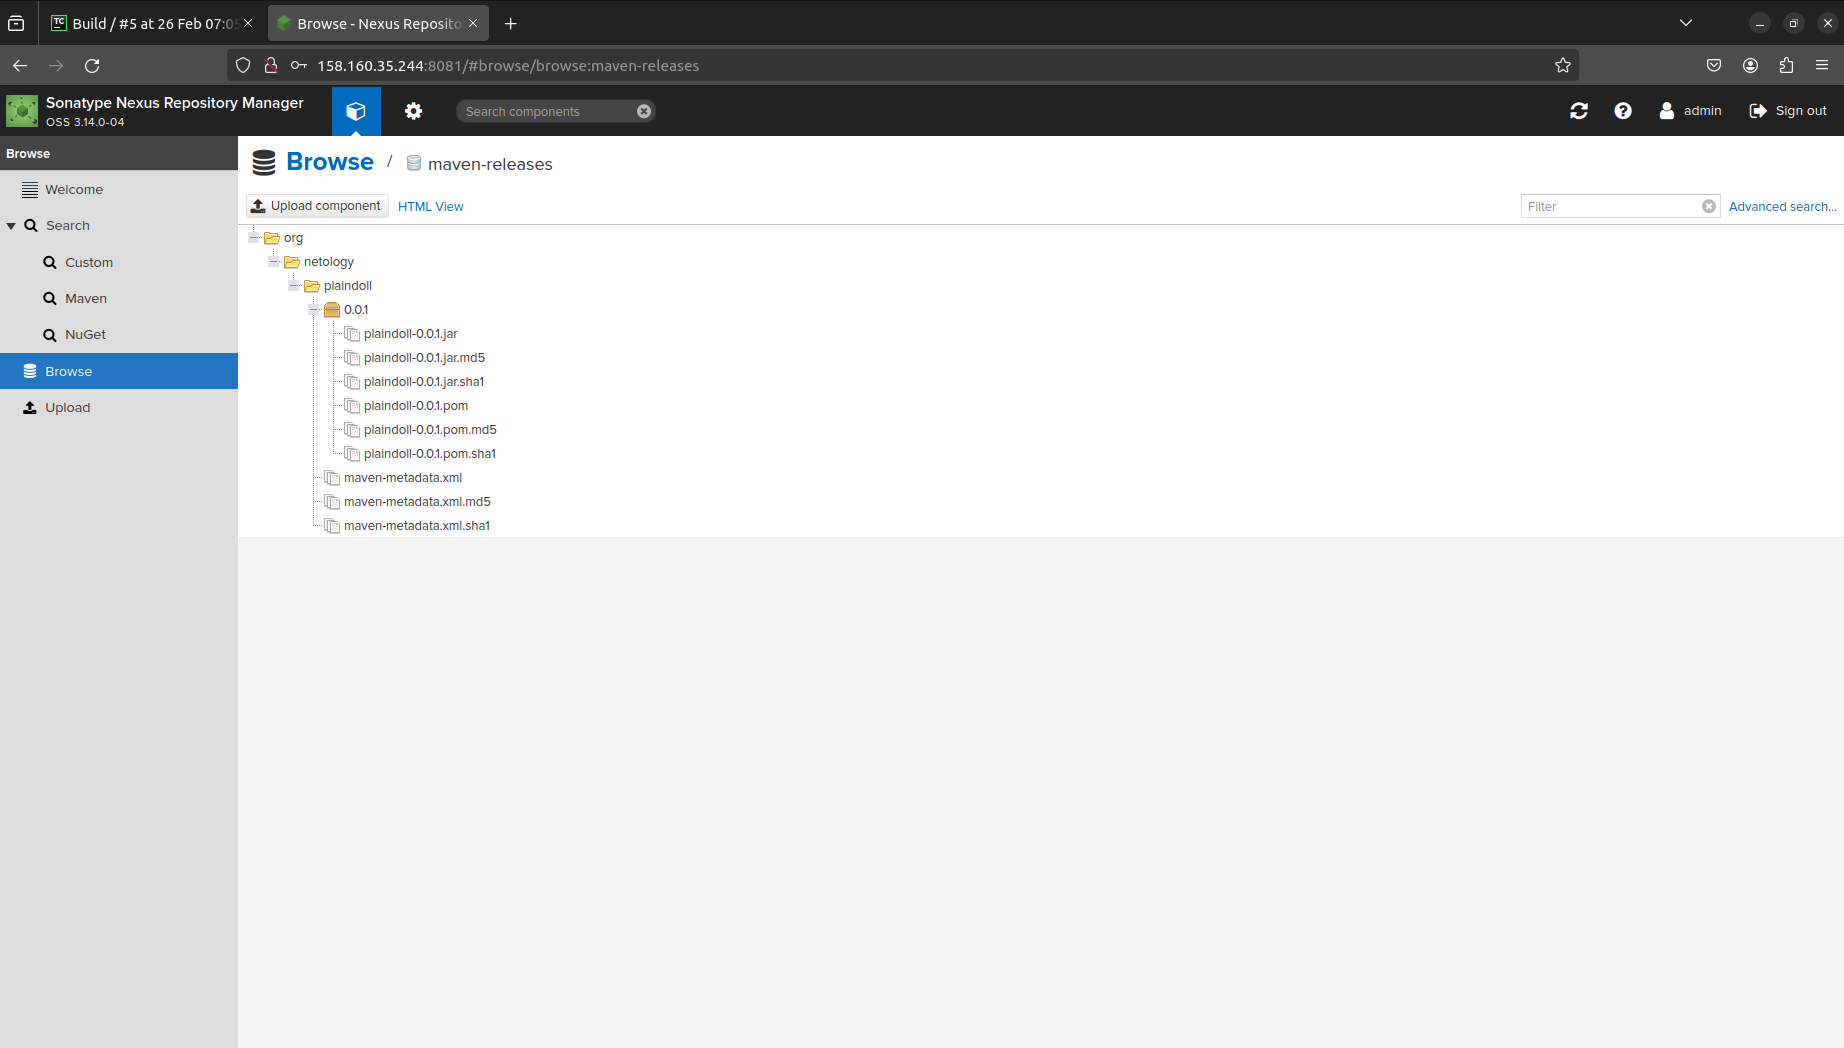 Build / #5 at 26 Feb 07:0
Browse - Nexus Reposito
158.160.35.244:8081/#browse/browse:maven-releases
Sonatype Nexus Repository Manager
OSS 3.14.0-04
Search components
admin
Sign out
Browse
Welcome
Search
Custom
Maven
NuGet
Browse
Upload
Browse / maven-releases
Upload component
HTML View
Filter
Advanced search...
org
netology
plaindoll
0.0.1
plaindoll-0.0.1.jar
plaindoll-0.0.1.jar.md5
plaindoll-0.0.1.jar.sha1
plaindoll-0.0.1.pom
plaindoll-0.0.1.pom.md5
plaindoll-0.0.1.pom.sha1
maven-metadata.xml
maven-metadata.xml.md5
maven-metadata.xml.sha1